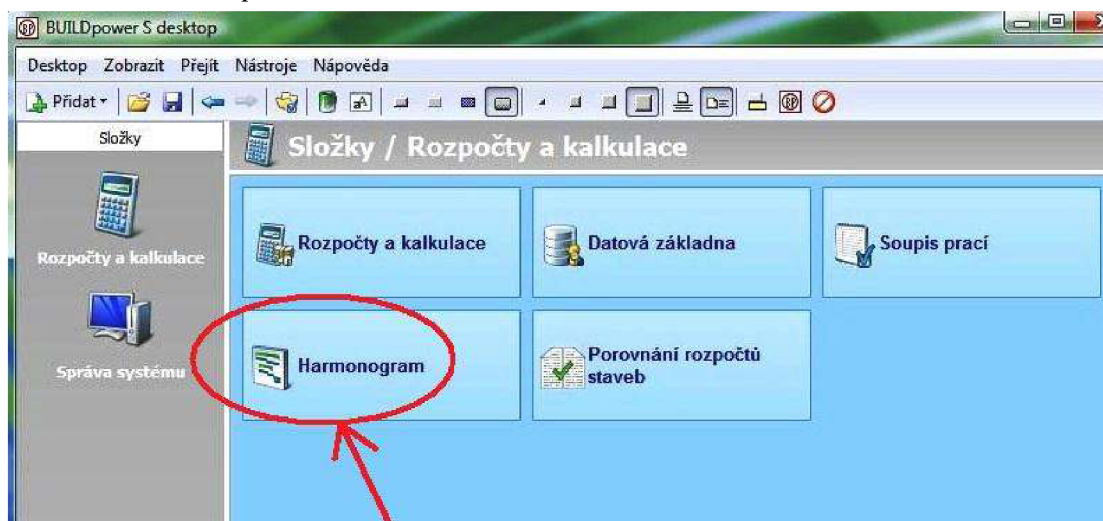 BUILDpower S desktop
Desktop Zobrazit Přejít Nástroje Nápověda
Přidat
Složky
Složky / Rozpočty a kalkulace
Rozpočty a kalkulace
Správa systému
Rozpočty a kalkulace
Datová základna
Soupis prací
Harmonogram
Porovnání rozpočtů
staveb